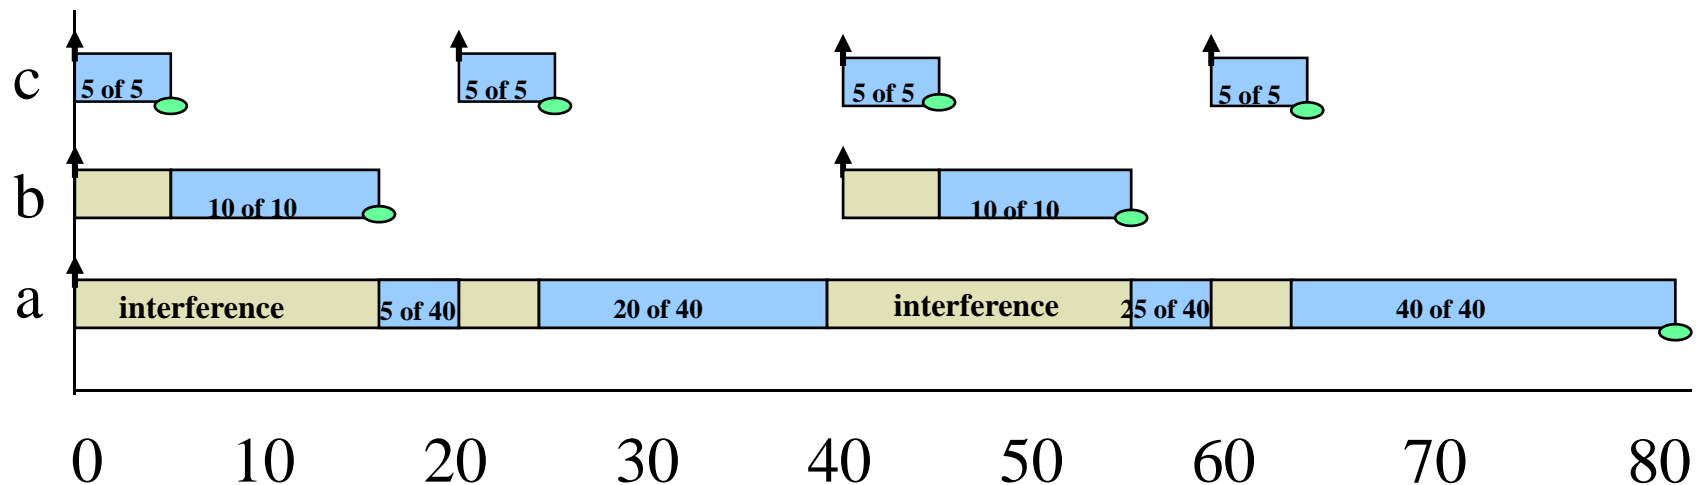 c 5 of 5 5 of 5 5 of 5 5 of 5
b 10 of 10 10 of 10
a interference 5 of 40 20 of 40 interference 25 of 40 40 of 40
0 10 20 30 40 50 60 70 80